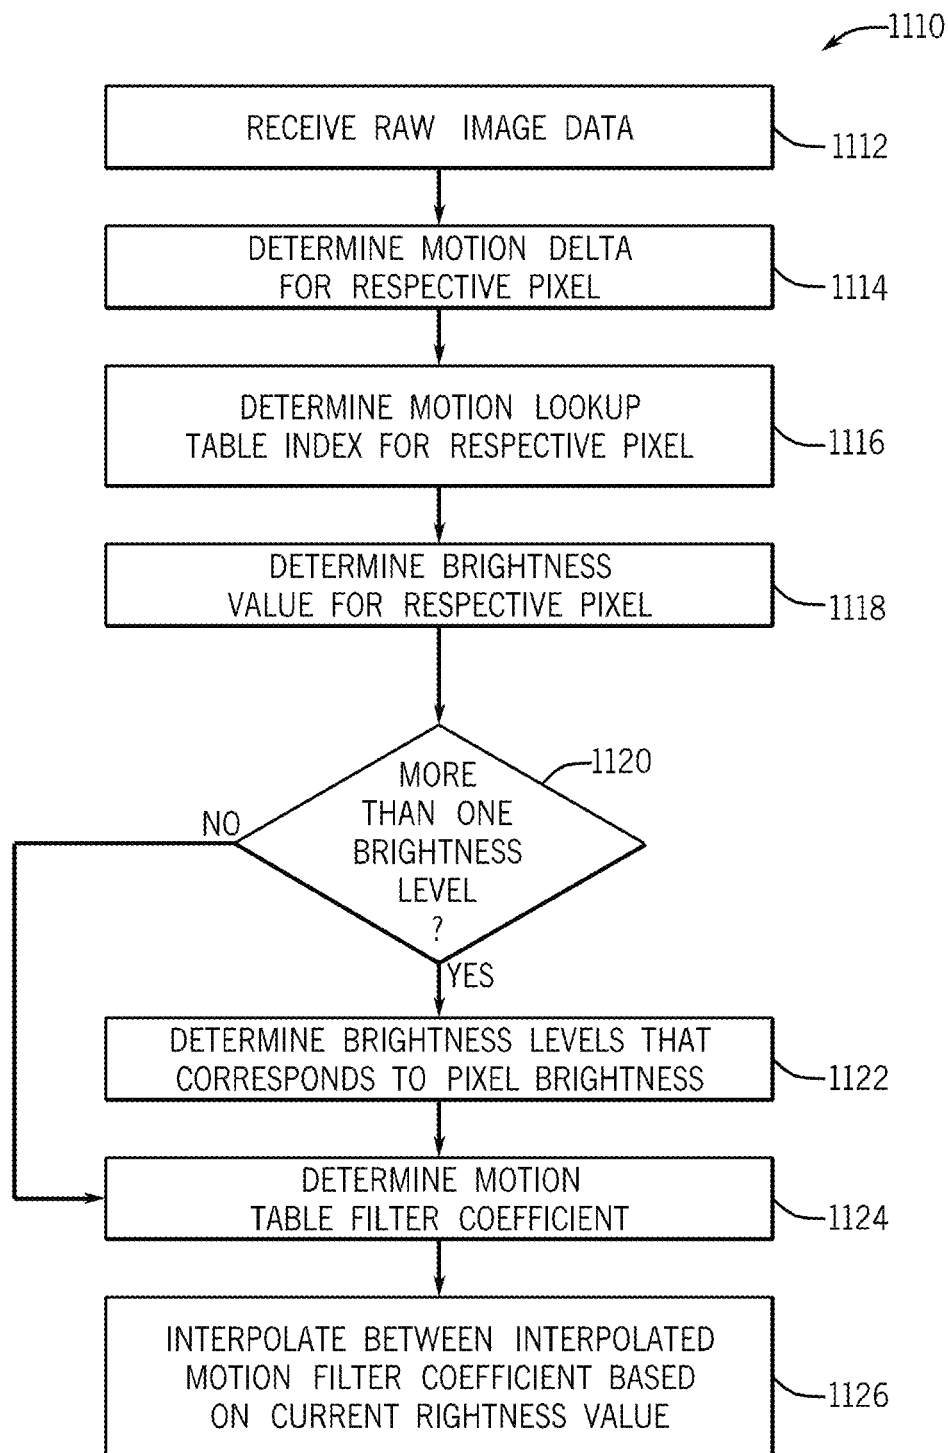 1110
RECEIVE RAW IMAGE DATA
1112
DETERMINE MOTION DELTA
FOR RESPECTIVE PIXEL
1114
DETERMINE MOTION LOOKUP
TABLE INDEX FOR RESPECTIVE PIXEL
1116
DETERMINE BRIGHTNESS
VALUE FOR RESPECTIVE PIXEL
1118
MORE
THAN ONE
BRIGHTNESS
LEVEL
?
1120
NO
YES
DETERMINE BRIGHTNESS LEVELS THAT
CORRESPONDS TO PIXEL BRIGHTNESS
1122
DETERMINE MOTION
TABLE FILTER COEFFICIENT
1124
INTERPOLATE BETWEEN INTERPOLATED
MOTION FILTER COEFFICIENT BASED
ON CURRENT RIGHTNESS VALUE
1126